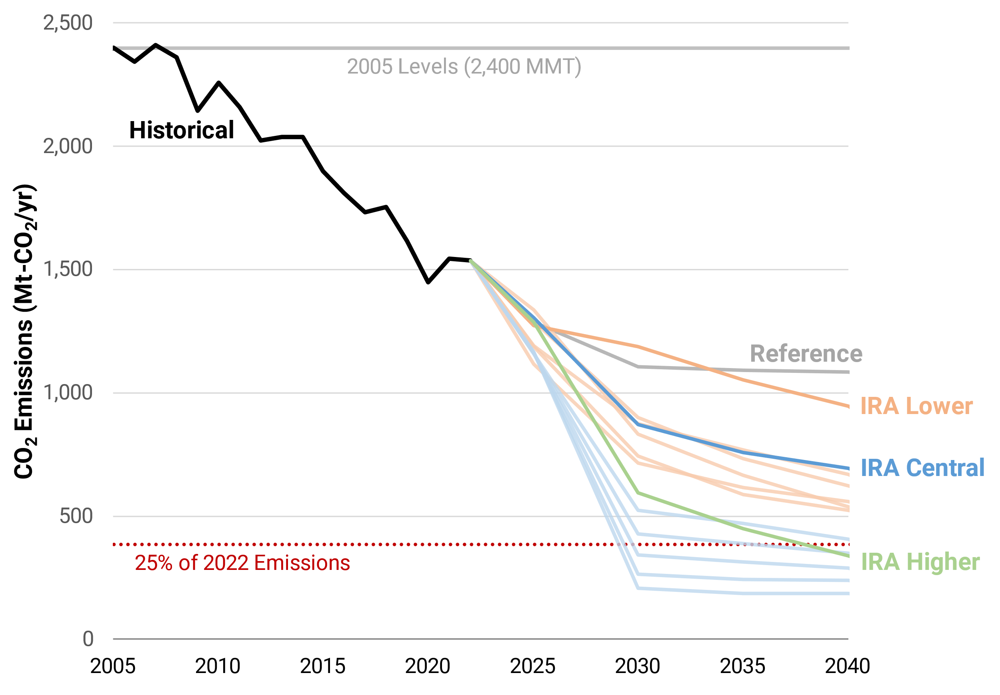 2,500
2005 Levels (2,400 MMT)
Historical
2,000
CO₂ Emissions (Mt-CO₂/yr)
1,500
Reference
1,000
IRA Lower
IRA Central
500
25% of 2022 Emissions
IRA Higher
0
2005 2010 2015 2020 2025 2030 2035 2040